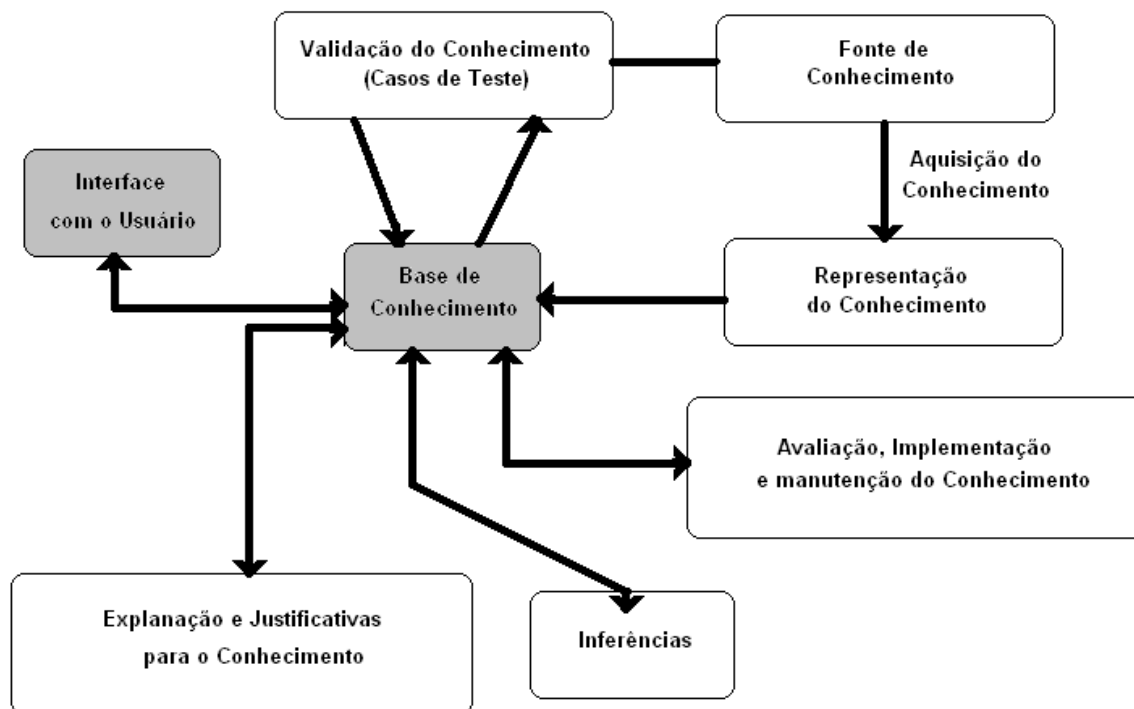 Validação do Conhecimento
(Casos de Teste)
Fonte de
Conhecimento
Aquisição do
Conhecimento
Interface
com o Usuário
Base de
Conhecimento
Representação
do Conhecimento
Avaliação, Implementação
e manutenção do Conhecimento
Explanação e Justificativas
para o Conhecimento
Inferências